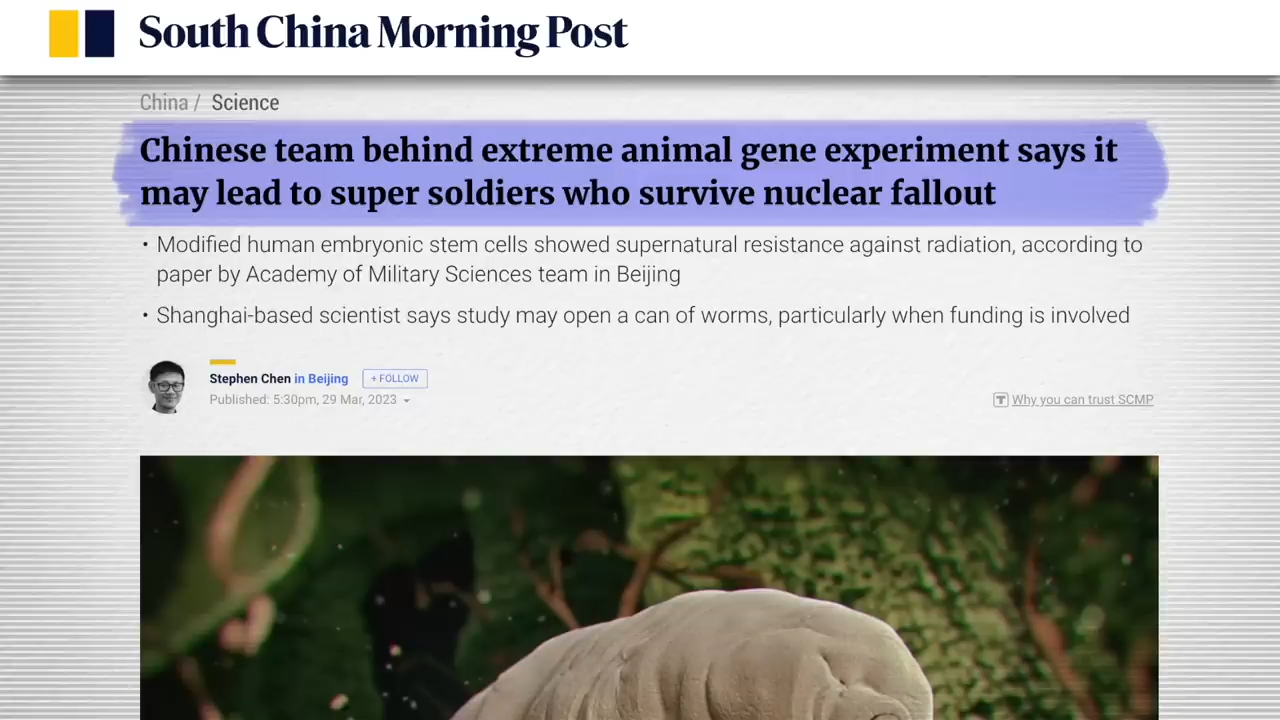 South China Morning Post
China / Science
Chinese team behind extreme animal gene experiment says it
may lead to super soldiers who survive nuclear fallout
• Modified human embryonic stem cells showed supernatural resistance against radiation, according to
paper by Academy of Military Sciences team in Beijing
• Shanghai-based scientist says study may open a can of worms, particularly when funding is involved
Stephen Chen in Beijing + FOLLOW
Published: 5:30pm, 29 Mar, 2023
T Why you can trust SCMP